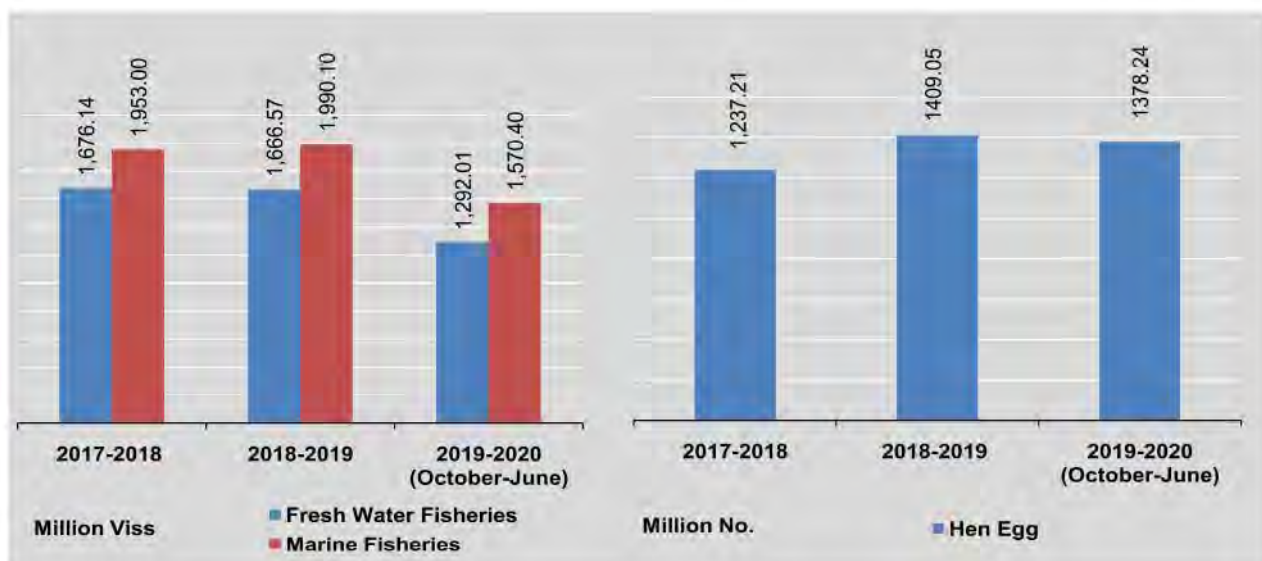 1,676.14
1,953.00
1,666.57
1,990.10
1,292.01
1,570.40
2017-2018
2018-2019
2019-2020
(October-June)
Million Viss
Fresh Water Fisheries
Marine Fisheries
1,237.21
1409.05
1378.24
2017-2018
2018-2019
2019-2020
(October-June)
Million No.
Hen Egg